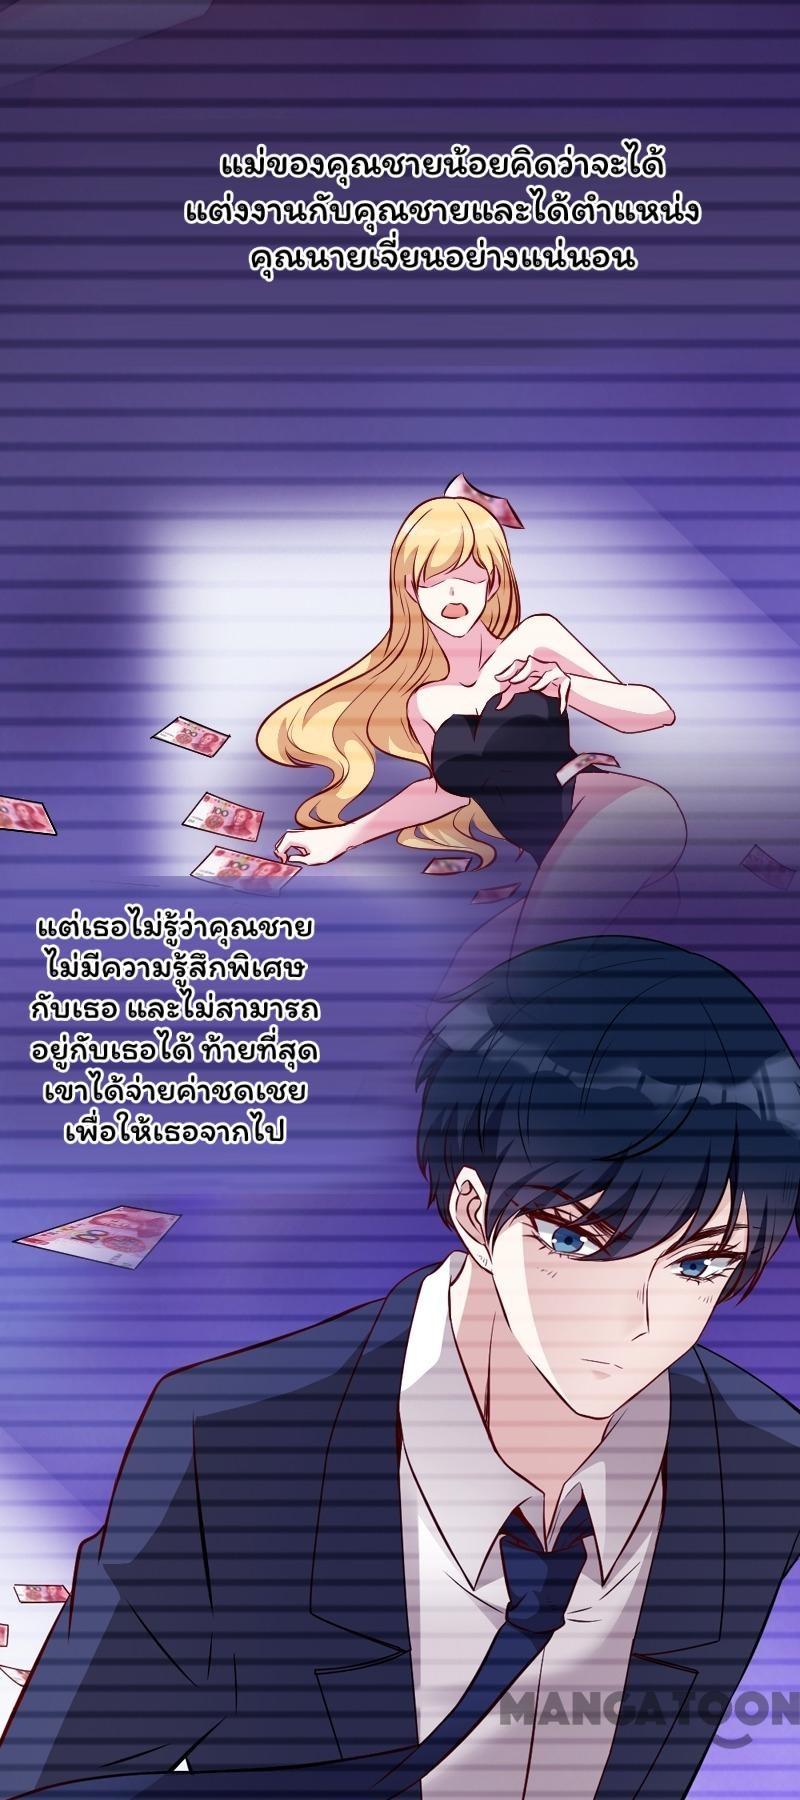 แม่ของคุณชายน้อยคิดว่าจะได้
แต่งงานกับคุณชายและได้ตำแหน่ง
คุณนายเจี่ยนอย่างแน่นอน
100
100
100
แต่เธอไม่รู้ว่าคุณชาย
ไม่มีความรู้สึกพิเศษ
กับเธอ และไม่สามารถ
อยู่กับเธอได้ ท้ายที่สุด
เขาได้จ่ายค่าชดเชย
เพื่อให้เธอจากไป
MANGATOON